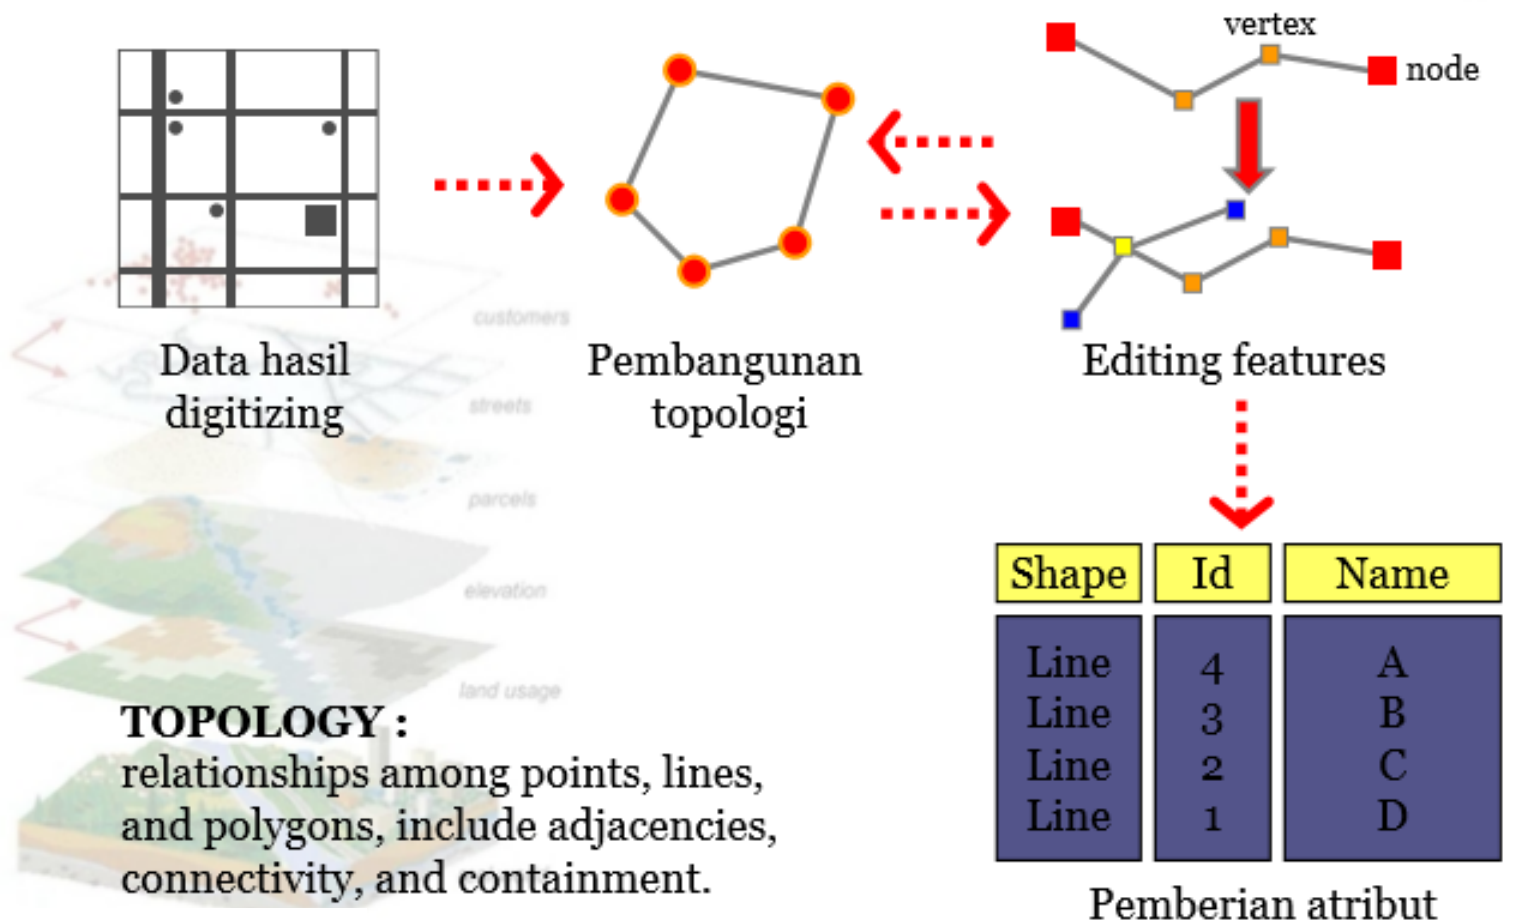 vertex
node
Data hasil
digitizing
Pembangunan
topologi
Editing features
customers
streets
parcels
elevation
land usage
Shape Id Name
Line 4 A
Line 3 B
Line 2 C
Line 1 D
Pemberian atribut
TOPOLOGY :
relationships among points, lines,
and polygons, include adjacencies,
connectivity, and containment.